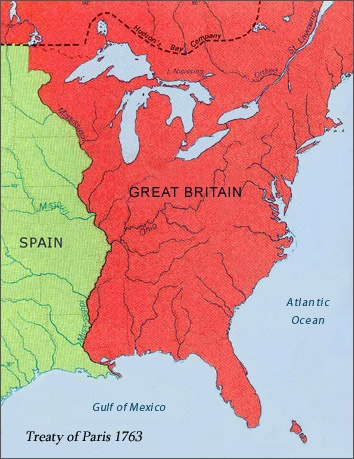 Hudson's Bay Company
St. Lawrence
L. Nipissing
Ottawa
Mississippi
GREAT BRITAIN
Ohio
SPAIN
Mississippi
Atlantic
Ocean
Gulf of Mexico
Treaty of Paris 1763